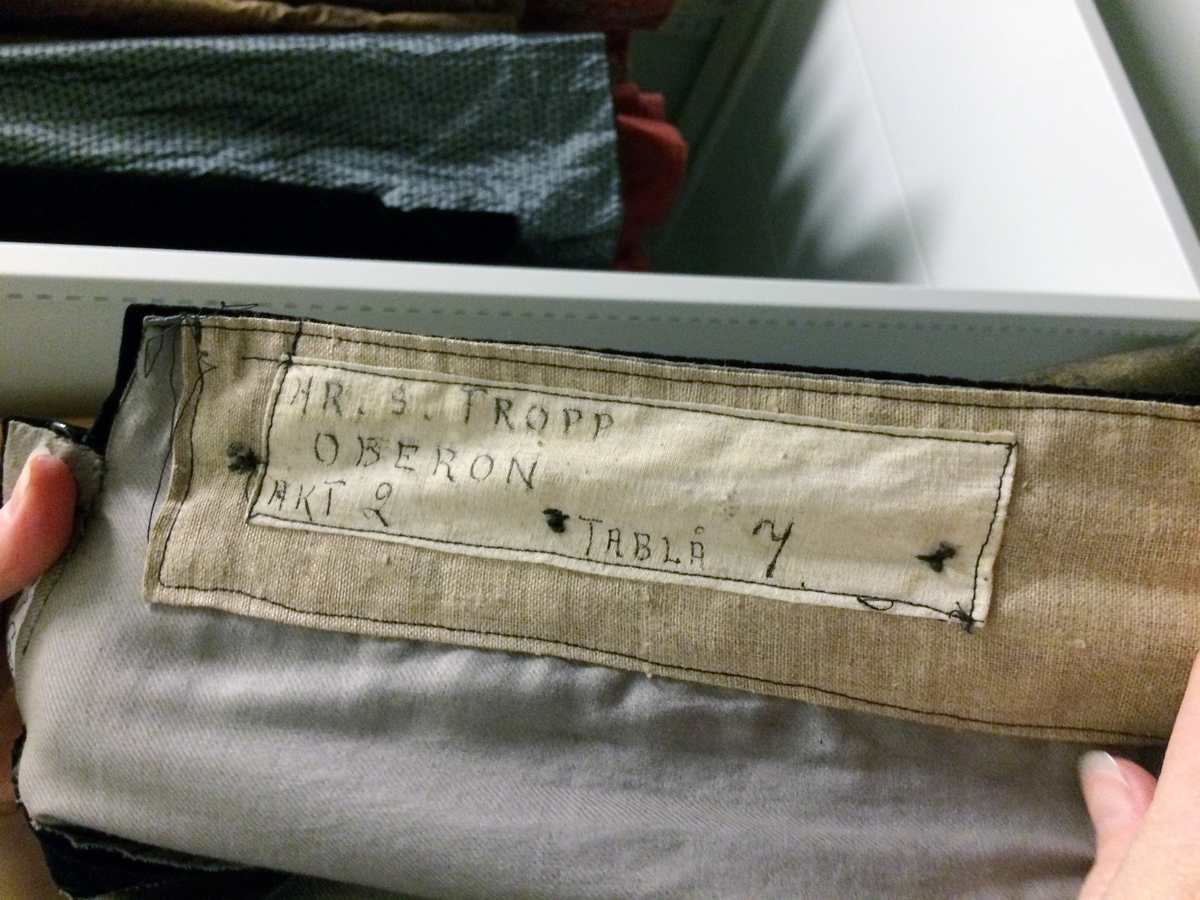 HR. S. TROPP
OBERON
AKT 2 TABLÅ 7.